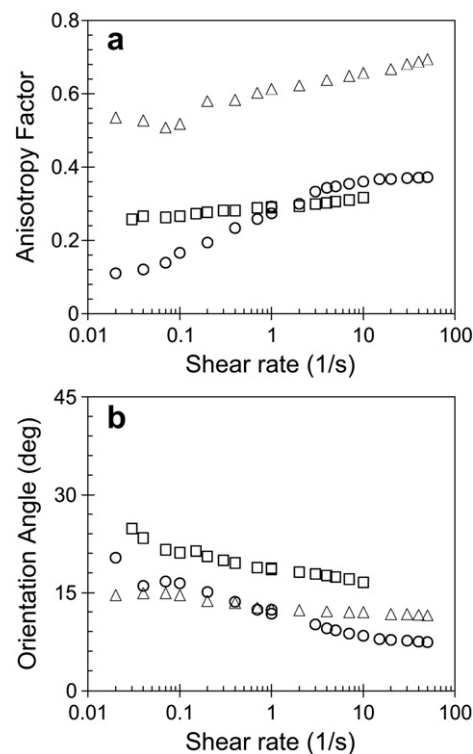 a
0.8
0.6
0.4
0.2
0
Anisotropy Factor
0.01 0.1 1 10 100
Shear rate (1/s)
b
45
30
15
0
Orientation Angle (deg)
0.01 0.1 1 10 100
Shear rate (1/s)